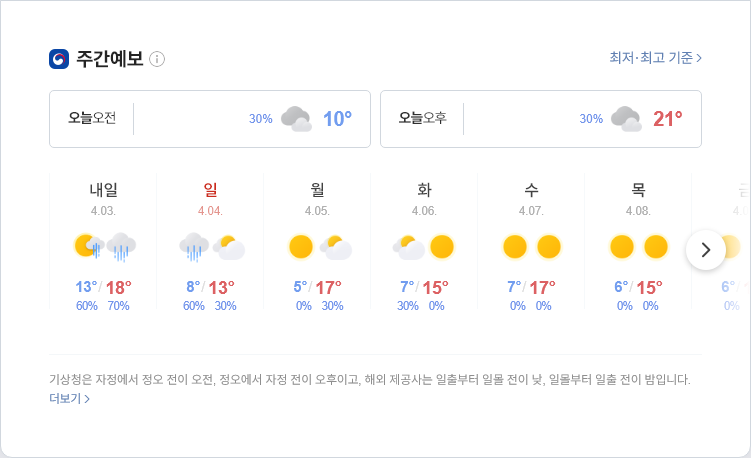 주간예보
최저·최고 기준
오늘오전 30% 10°
오늘오후 30% 21°
내일 일 월 화 수 목
4.03. 4.04. 4.05. 4.06. 4.07. 4.08.
13°/18° 8°/13° 5°/17° 7°/15° 7°/17° 6°/15° 6°
60% 70% 60% 30% 0% 30% 30% 0% 0% 0% 0% 0% 0%
기상청은 자정에서 정오 전이 오전, 정오에서 자정 전이 오후이고, 해외 제공사는 일출부터 일몰 전이 낮, 일몰부터 일출 전이 밤입니다.
더보기